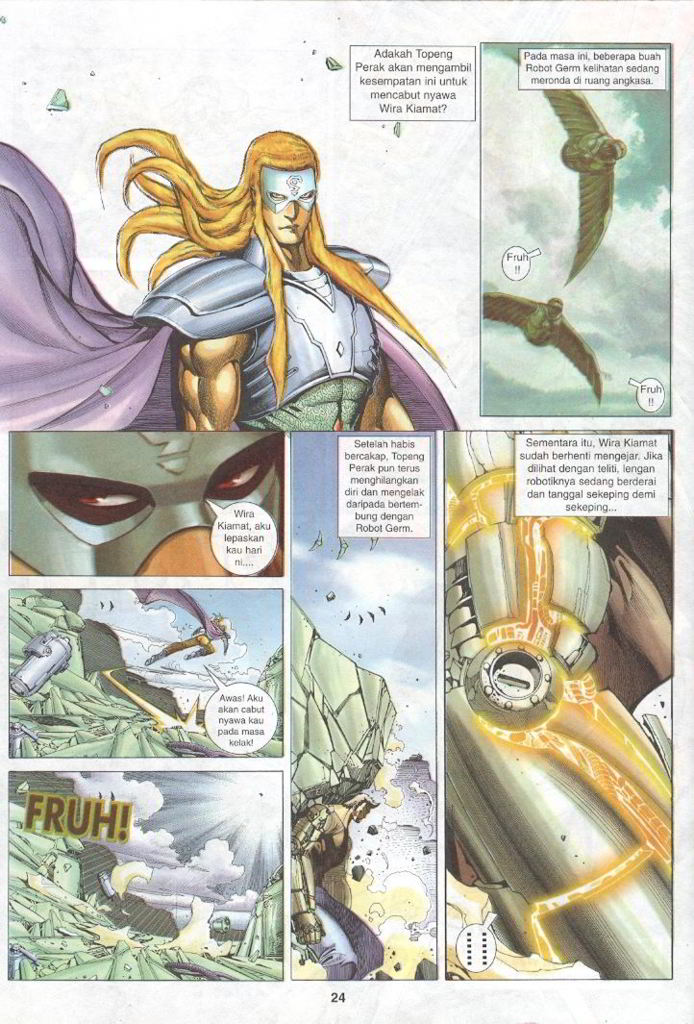 Adakah Topeng
Perak akan mengambil
kesempatan ini untuk
mencabut nyawa
Wira Kiamat?
Pada masa ini, beberapa buah
Robot Germ kelihatan sedang
meronda di ruang angkasa.
Fruh
!!
Fruh
!!
Wira
Kiamat, aku
lepaskan
kau hari
ni....
Awas! Aku
akan cabut
nyawa kau
pada masa
kelak!
FRUH!
Setelah habis
bercakap, Topeng
Perak pun terus
menghilangkan
diri dan mengelak
daripada bertem-
bung dengan
Robot Germ.
Sementara itu, Wira Kiamat
sudah berhenti mengejar. Jika
dilihat dengan teliti, lengan
robotiknya sedang berderai
dan tanggal sekeping demi
sekeping...
!!
24